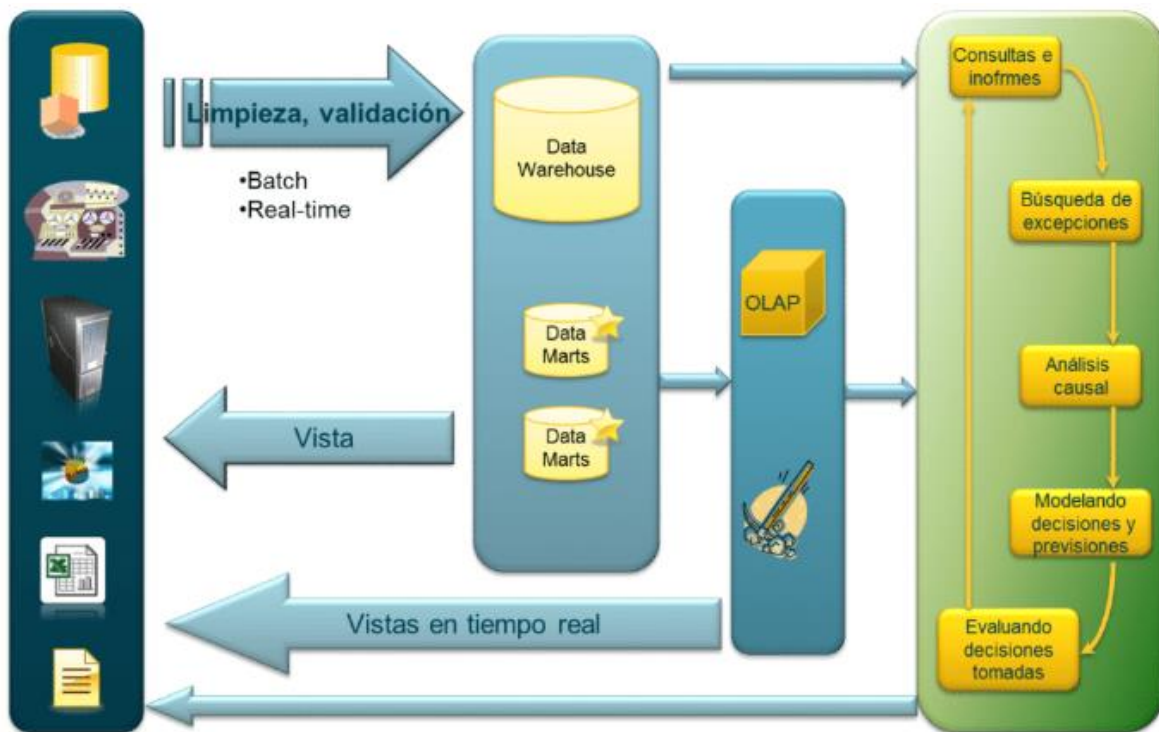 Limpieza, validación
•Batch
•Real-time
Data
Warehouse
Data
Marts
Data
Marts
Vista
Vistas en tiempo real
OLAP
Consultas e
inofrmes
Búsqueda de
excepciones
Análisis
causal
Modelando
decisiones y
previsiones
Evaluando
decisiones
tomadas